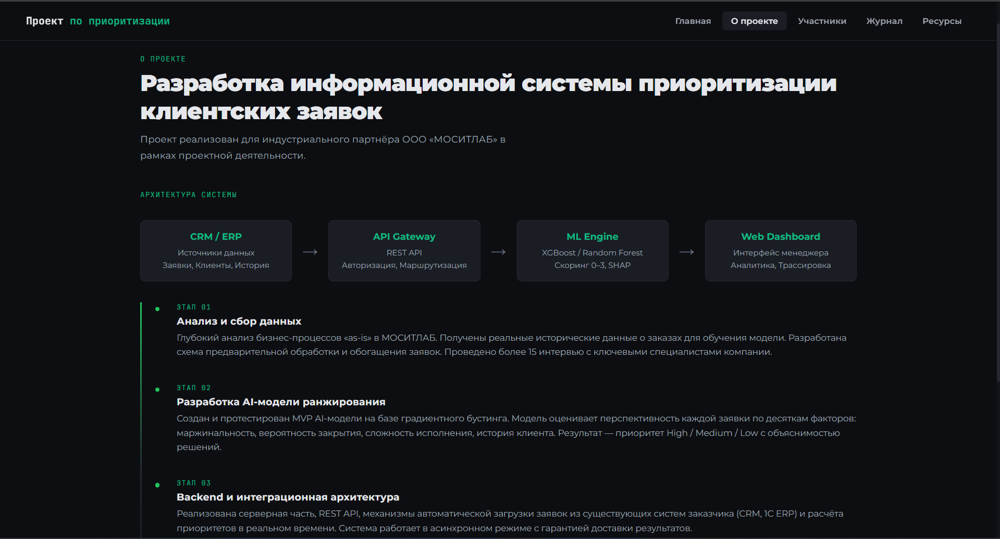 Проект по приоритизации
Главная
О проекте
Участники
Журнал
Ресурсы
О ПРОЕКТЕ
Разработка информационной системы приоритизации
клиентских заявок
Проект реализован для индустриального партнёра ООО «МОСИТЛАБ» в
рамках проектной деятельности.
АРХИТЕКТУРА СИСТЕМЫ
CRM / ERP
Источники данных
Заявки, Клиенты, История
→
API Gateway
REST API
Авторизация, Маршрутизация
→
ML Engine
XGBoost / Random Forest
Скоринг 0–3, SHAP
→
Web Dashboard
Интерфейс менеджера
Аналитика, Трассировка
ЭТАП 01
Анализ и сбор данных
Глубокий анализ бизнес-процессов «as-is» в МОСИТЛАБ. Получены реальные исторические данные о заказах для обучения модели. Разработана
схема предварительной обработки и обогащения заявок. Проведено более 15 интервью с ключевыми специалистами компании.
ЭТАП 02
Разработка AI-модели ранжирования
Создан и протестирован MVP AI-модели на базе градиентного бустинга. Модель оценивает перспективность каждой заявки по десяткам факторов:
маржинальность, вероятность закрытия, сложность исполнения, история клиента. Результат — приоритет High / Medium / Low с объяснимостью
решений.
ЭТАП 03
Backend и интеграционная архитектура
Реализована серверная часть, REST API, механизмы автоматической загрузки заявок из существующих систем заказчика (CRM, 1С ERP) и расчёта
приоритетов в реальном времени. Система работает в асинхронном режиме с гарантией доставки результатов.